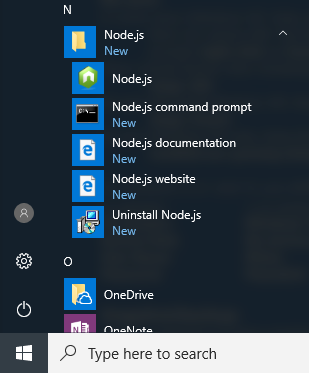 N
Node.js
New
Node.js
Node.js command prompt
New
Node.js documentation
New
Node.js website
New
Uninstall Node.js
New
O
OneDrive
OneNote
Type here to search